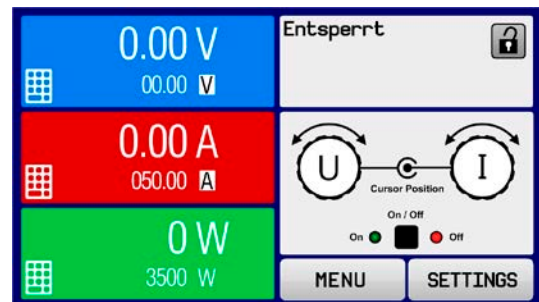 0.00 V
00.00 V
0.00 A
050.00 A
0 W
3500 W
Entsperrt
U
I
Cursor Position
On / Off
On
Off
MENU
SETTINGS